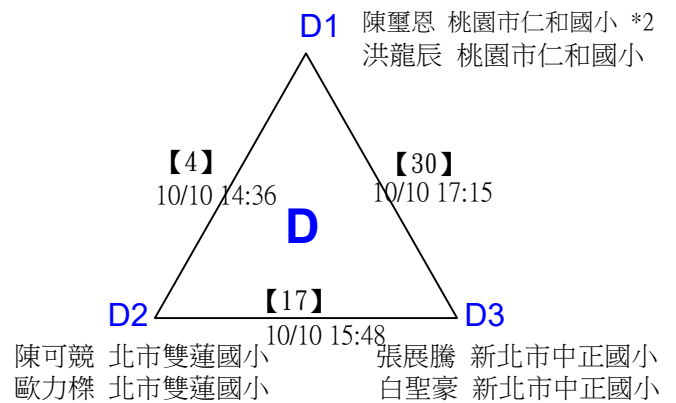 D1 陳璽恩 桃園市仁和國小 *2
洪龍辰 桃園市仁和國小
【4】
10/10 14:36
【30】
10/10 17:15
D
【17】
10/10 15:48
D2
D3
陳可競 北市雙蓮國小
歐力榤 北市雙蓮國小
張展騰 新北市中正國小
白聖豪 新北市中正國小